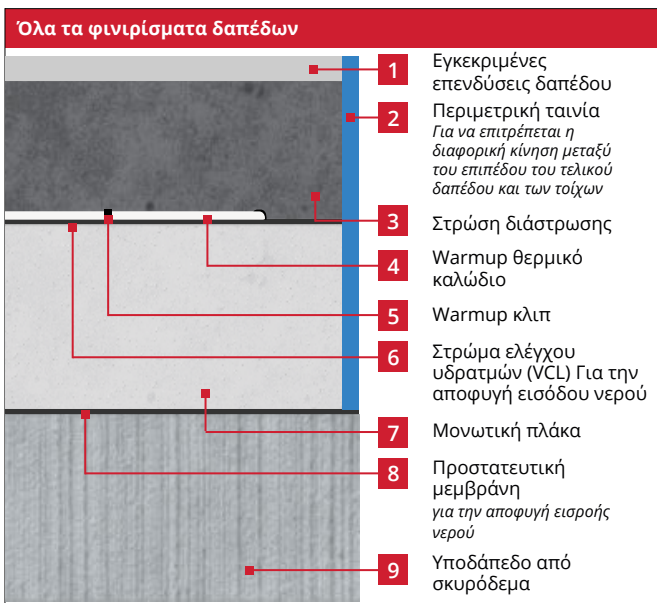 Όλα τα φινιρίσματα δαπέδων
1 Εγκεκριμένες
επενδύσεις δαπέδου
2 Περιμετρική ταινία
Για να επιτρέπεται η
διαφορική κίνηση μεταξύ
του επιπέδου του τελικού
δαπέδου και των τοίχων
3 Στρώση διάστρωσης
4 Warmup θερμικό
καλώδιο
5 Warmup κλιπ
6 Στρώμα ελέγχου
υδρατμών (VCL) Για την
αποφυγή εισόδου νερού
7 Μονωτική πλάκα
8 Προστατευτική
μεμβράνη
για την αποφυγή εισροής
νερού
9 Υποδάπεδο από
σκυρόδεμα